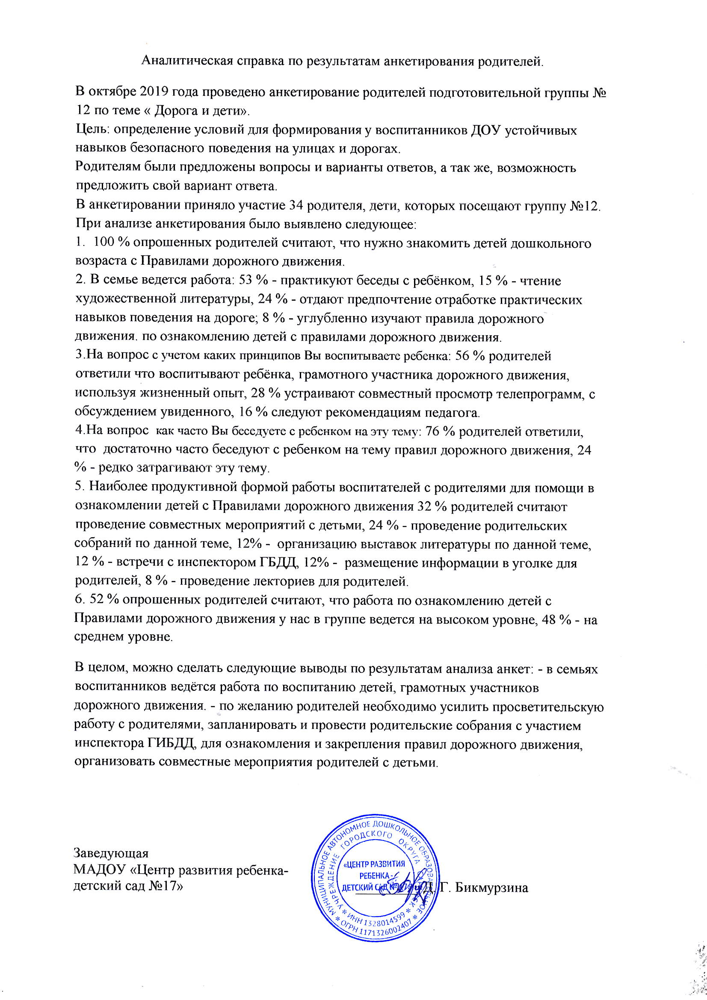 Аналитическая справка по результатам анкетирования родителей.
В октябре 2019 года проведено анкетирование родителей подготовительной группы №
12 по теме « Дорога и дети».
Цель: определение условий для формирования у воспитанников ДОУ устойчивых
навыков безопасного поведения на улицах и дорогах.
Родителям были предложены вопросы и варианты ответов, а так же, возможность
предложить свой вариант ответа.
В анкетировании приняло участие 34 родителя, дети, которых посещают группу №12.
При анализе анкетирования было выявлено следующее:
1.  100 % опрошенных родителей считают, что нужно знакомить детей дошкольного
возраста с Правилами дорожного движения.
2. В семье ведется работа: 53 % - практикуют беседы с ребёнком, 15 % - чтение
художественной литературы, 24 % - отдают предпочтение отработке практических
навыков поведения на дороге; 8 % - углубленно изучают правила дорожного
движения. по ознакомлению детей с правилами дорожного движения.
3.На вопрос с учетом каких принципов Вы воспитываете ребенка: 56 % родителей
ответили что воспитывают ребёнка, грамотного участника дорожного движения,
используя жизненный опыт, 28 % устраивают совместный просмотр телепрограмм, с
обсуждением увиденного, 16 % следуют рекомендациям педагога.
4.На вопрос  как часто Вы беседуете с ребенком на эту тему: 76 % родителей ответили,
что  достаточно часто беседуют с ребенком на тему правил дорожного движения, 24
% - редко затрагивают эту тему.
5. Наиболее продуктивной формой работы воспитателей с родителями для помощи в
ознакомлении детей с Правилами дорожного движения 32 % родителей считают
проведение совместных мероприятий с детьми, 24 % - проведение родительских
собраний по данной теме, 12% -  организацию выставок литературы по данной теме,
12 % - встречи с инспектором ГБДД, 12% -  размещение информации в уголке для
родителей, 8 % - проведение лекториев для родителей.
6. 52 % опрошенных родителей считают, что работа по ознакомлению детей с
Правилами дорожного движения у нас в группе ведется на высоком уровне, 48 % - на
среднем уровне.
В целом, можно сделать следующие выводы по результатам анализа анкет: - в семьях
воспитанников ведётся работа по воспитанию детей, грамотных участников
дорожного движения. - по желанию родителей необходимо усилить просветительскую
работу с родителями, запланировать и провести родительские собрания с участием
инспектора ГИБДД, для ознакомления и закрепления правил дорожного движения,
организовать совместные мероприятия родителей с детьми.
Заведующая
МАДОУ «Центр развития ребенка-
детский сад №17»
Д. Г. Бикмурзина
МУНИЦИПАЛЬНОЕ АВТОНОМНОЕ ДОШКОЛЬНОЕ ОБРАЗОВАТЕЛЬНОЕ
* ОГРН 1171326002407 *
УЧРЕЖДЕНИЕ ГОРОДСКОГО ОКРУГА САРАНСК
* ИНН 1328014599 *
«ЦЕНТР РАЗВИТИЯ
РЕБЕНКА-
ДЕТСКИЙ САД